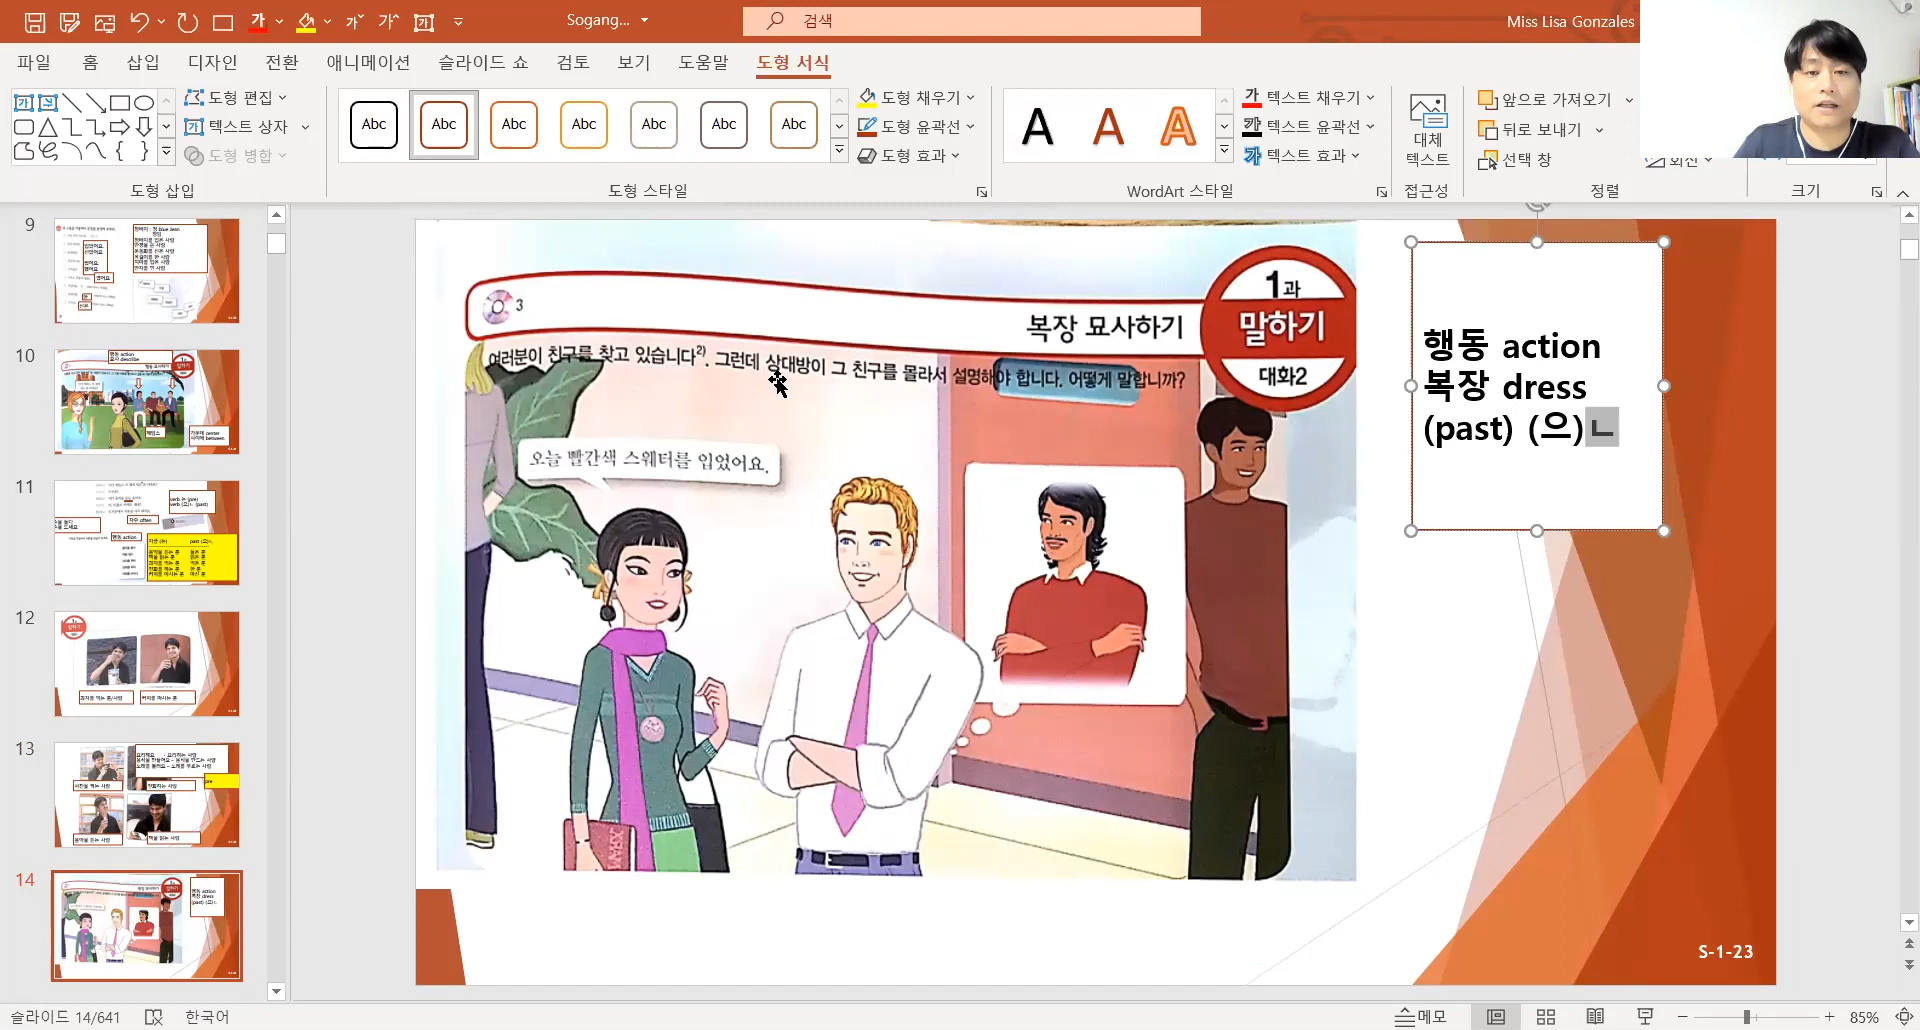 Sogang...
검색
Miss Lisa Gonzales
파일 홈 삽입 디자인 전환 애니메이션 슬라이드 쇼 검토 보기 도움말 도형 서식
도형 편집
텍스트 상자
도형 병합
도형 삽입
Abc Abc Abc Abc Abc Abc Abc
도형 채우기
도형 윤곽선
도형 효과
도형 스타일
A A A
텍스트 채우기
텍스트 윤곽선
텍스트 효과
WordArt 스타일
대체
텍스트
접근성
앞으로 가져오기
뒤로 보내기
선택 창
회전
정렬
크기
9
10
행동 action
묘사 describe
11
12
13
14
3
복장 묘사하기
1과
말하기
대화2
여러분이 친구를 찾고 있습니다2). 그런데 상대방이 그 친구를 몰라서 설명해야 합니다. 어떻게 말합니까?
오늘 빨간색 스웨터를 입었어요.
행동 action
복장 dress
(past) (으)ㄴ
S-1-23
슬라이드 14/641
한국어
메모
85%